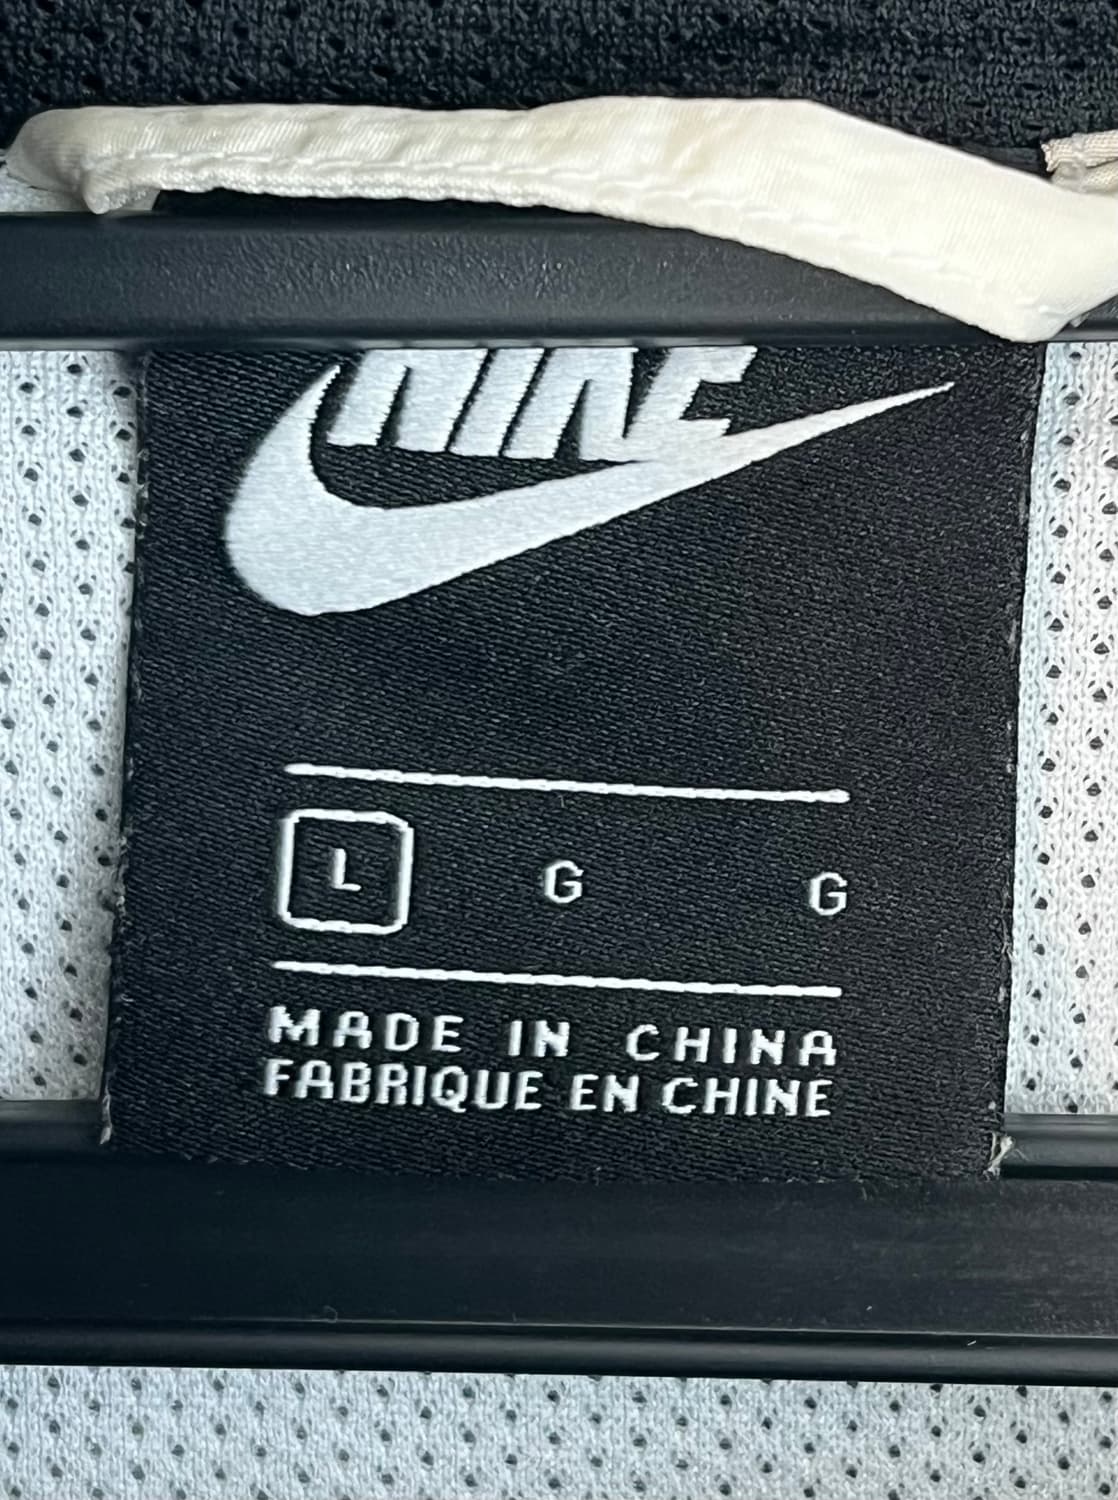 NIKE
L G G
MADE IN CHINA
FABRIQUE EN CHINE